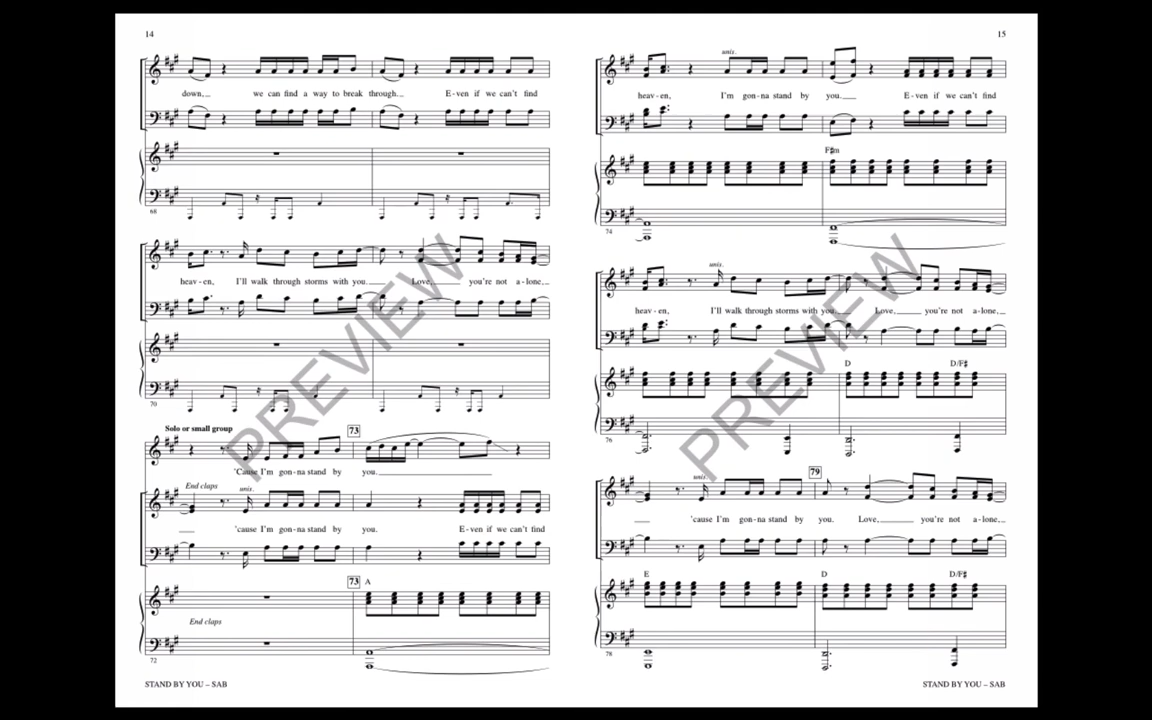 14
down, we can find a way to break through. E - ven if we can't find
68
heav - en, I'll walk through storms with you. Love, you're not a - lone,
70
Solo or small group
73
'Cause I'm gon - na stand by you.
End claps
unis.
'cause I'm gon - na stand by you. E - ven if we can't find
73 A
End claps
72
STAND BY YOU – SAB
15
unis.
heav - en, I'm gon - na stand by you. E - ven if we can't find
F#m
74
unis.
heav - en, I'll walk through storms with you. Love, you're not a - lone,
D D/F#
76
79
unis.
'cause I'm gon - na stand by you. Love, you're not a - lone,
E D D/F#
78
STAND BY YOU – SAB
PREVIEW
PREVIEW